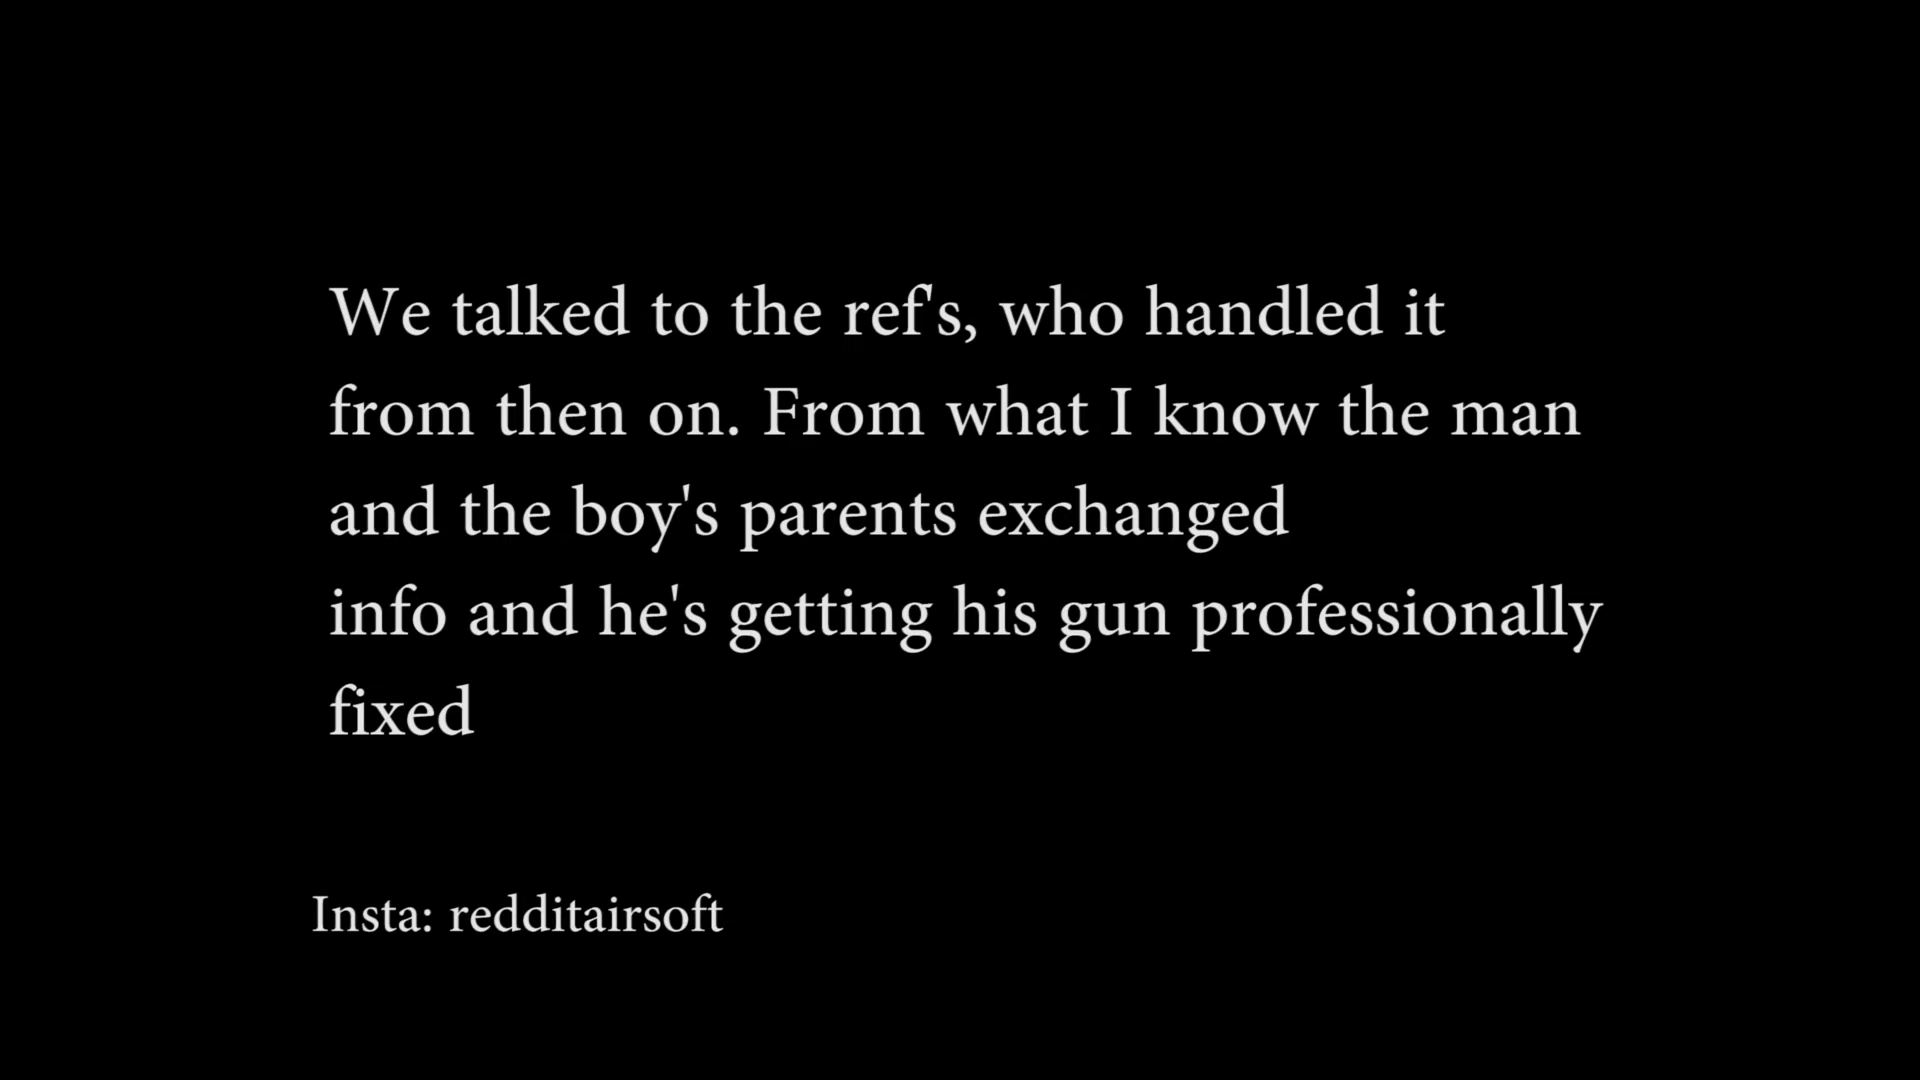 We talked to the ref's, who handled it
from then on. From what I know the man
and the boy's parents exchanged
info and he's getting his gun professionally
fixed
Insta: redditairsoft